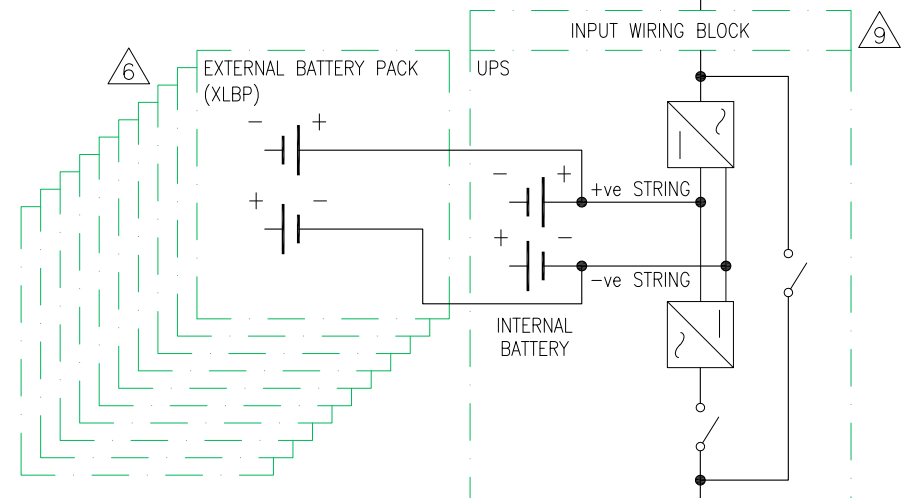 INPUT WIRING BLOCK
9
6
EXTERNAL BATTERY PACK
(XLBP)
UPS
- +
+ -
- +
+ve STRING
+ -
-ve STRING
INTERNAL
BATTERY